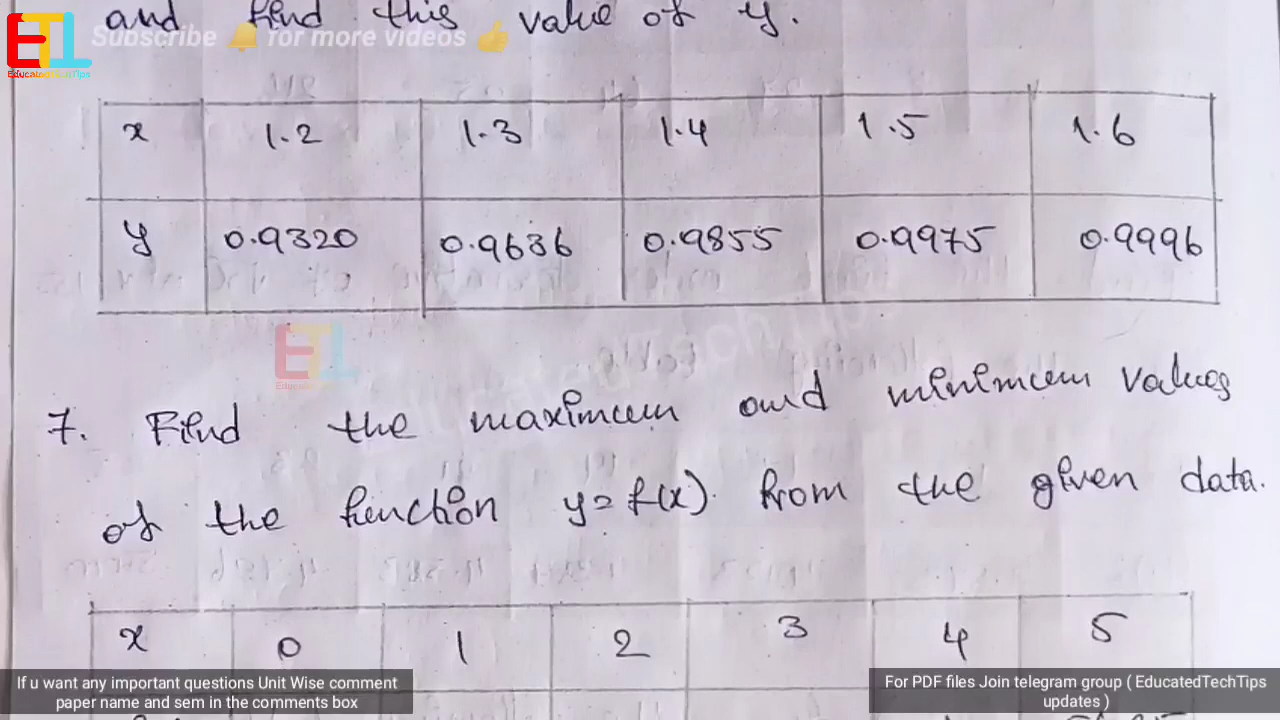 and find this value of y.
ETL
EducatedTechTips
Subscribe 🔔 for more videos 👍
x 1.2 1.3 1.4 1.5 1.6
y 0.9320 0.9636 0.9855 0.9975 0.9996
7. Find the maximum and minimum values
of the function y=f(x) from the given data.
x 0 1 2 3 4 5
If u want any important questions Unit Wise comment
paper name and sem in the comments box
For PDF files Join telegram group ( EducatedTechTips
updates )